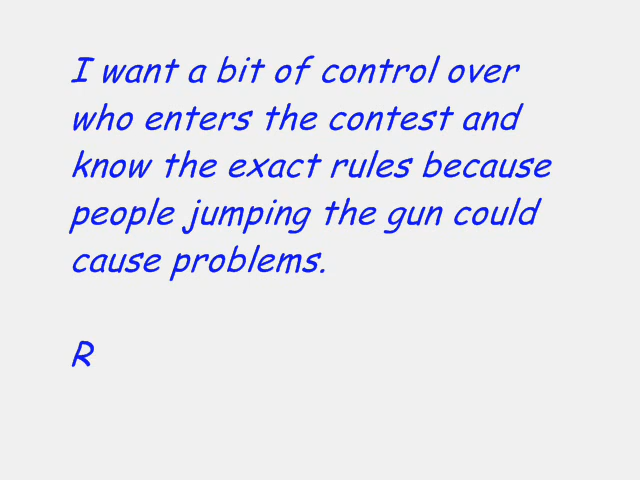 I want a bit of control over
who enters the contest and
know the exact rules because
people jumping the gun could
cause problems.
R